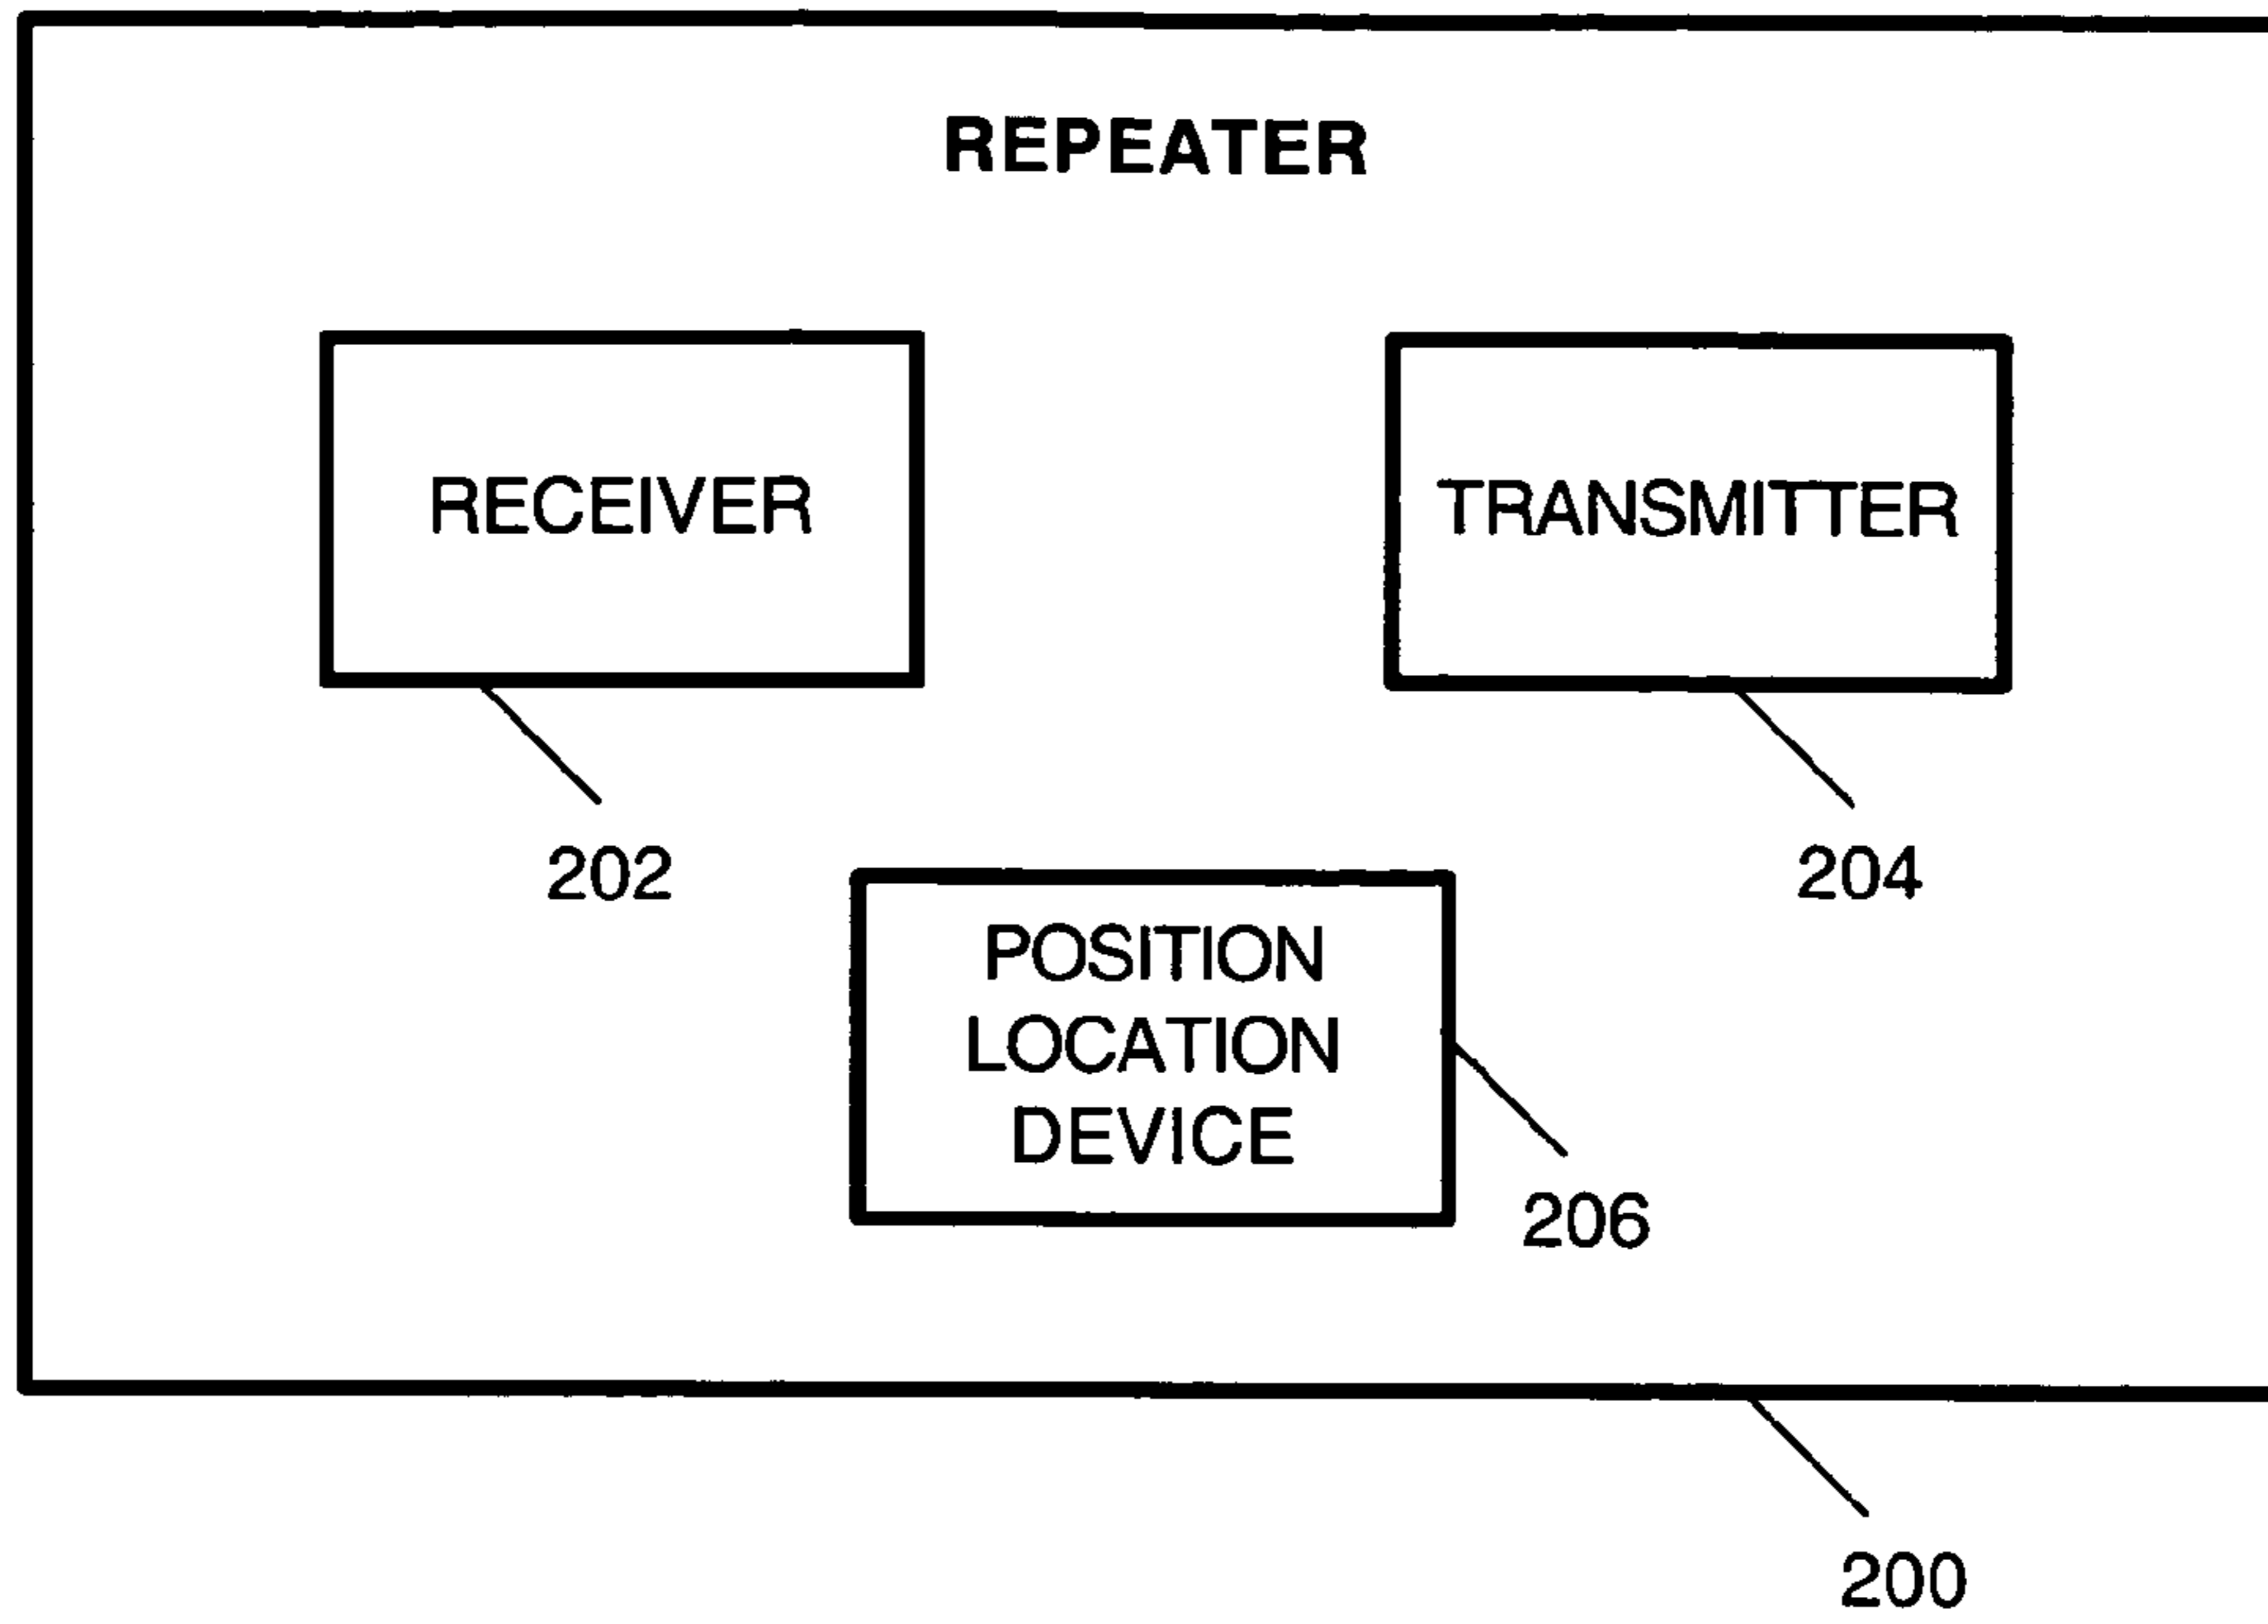 REPEATER
RECEIVER
TRANSMITTER
202
204
POSITION
LOCATION
DEVICE
206
200